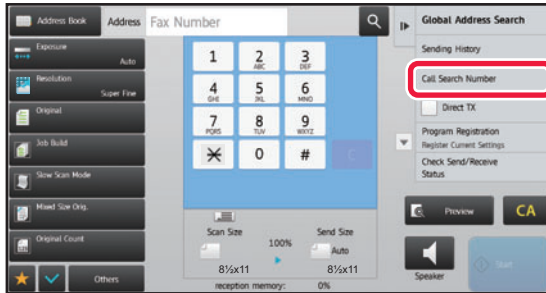 Address Book
Address
Fax Number
Exposure
Auto
Resolution
Super Fine
Original
Job Build
Slow Scan Mode
Mixed Size Orig.
Original Count
Others
1
2
ABC
3
DEF
4
GHI
5
JKL
6
MNO
7
PQRS
8
TUV
9
WXYZ
0
#
C
Scan Size
100%
Send Size
Auto
8½x11
8½x11
reception memory: 0%
Global Address Search
Sending History
Call Search Number
Direct TX
Program Registration
Register Current Settings
Check Send/Receive
Status
Preview
CA
Speaker
Start